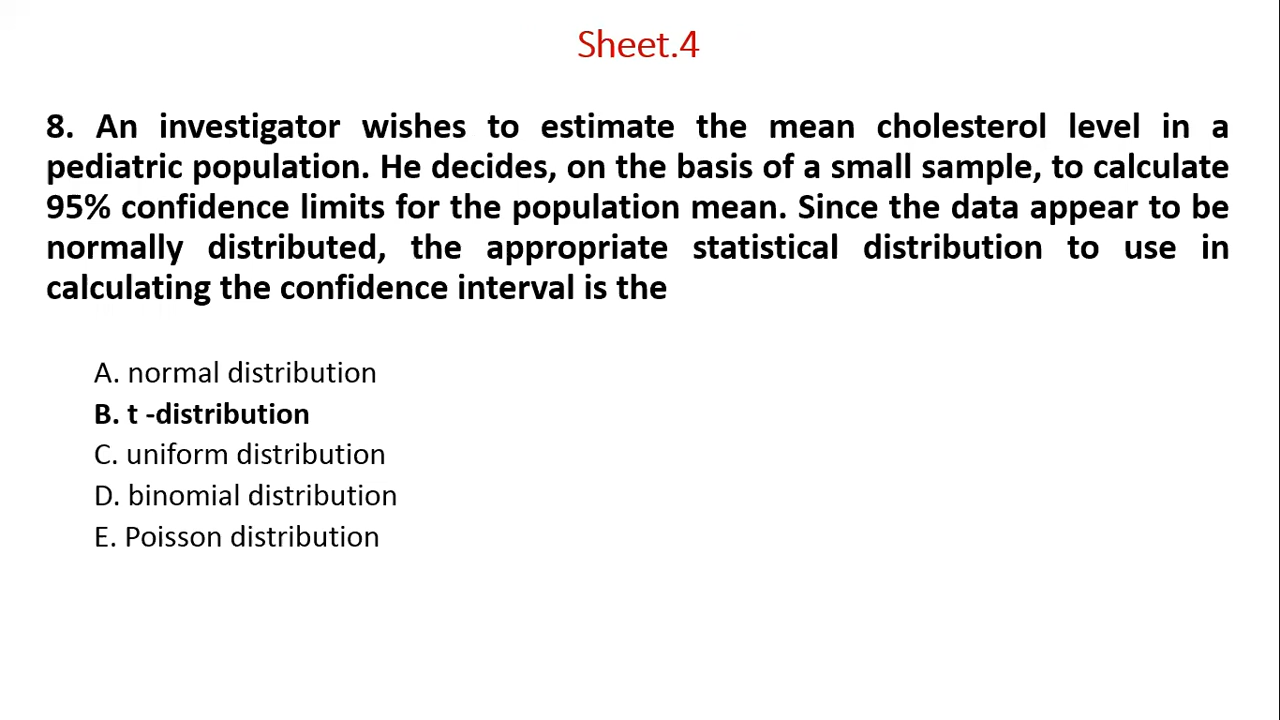 Sheet.4
8. An investigator wishes to estimate the mean cholesterol level in a
pediatric population. He decides, on the basis of a small sample, to calculate
95% confidence limits for the population mean. Since the data appear to be
normally distributed, the appropriate statistical distribution to use in
calculating the confidence interval is the
A. normal distribution
B. t -distribution
C. uniform distribution
D. binomial distribution
E. Poisson distribution